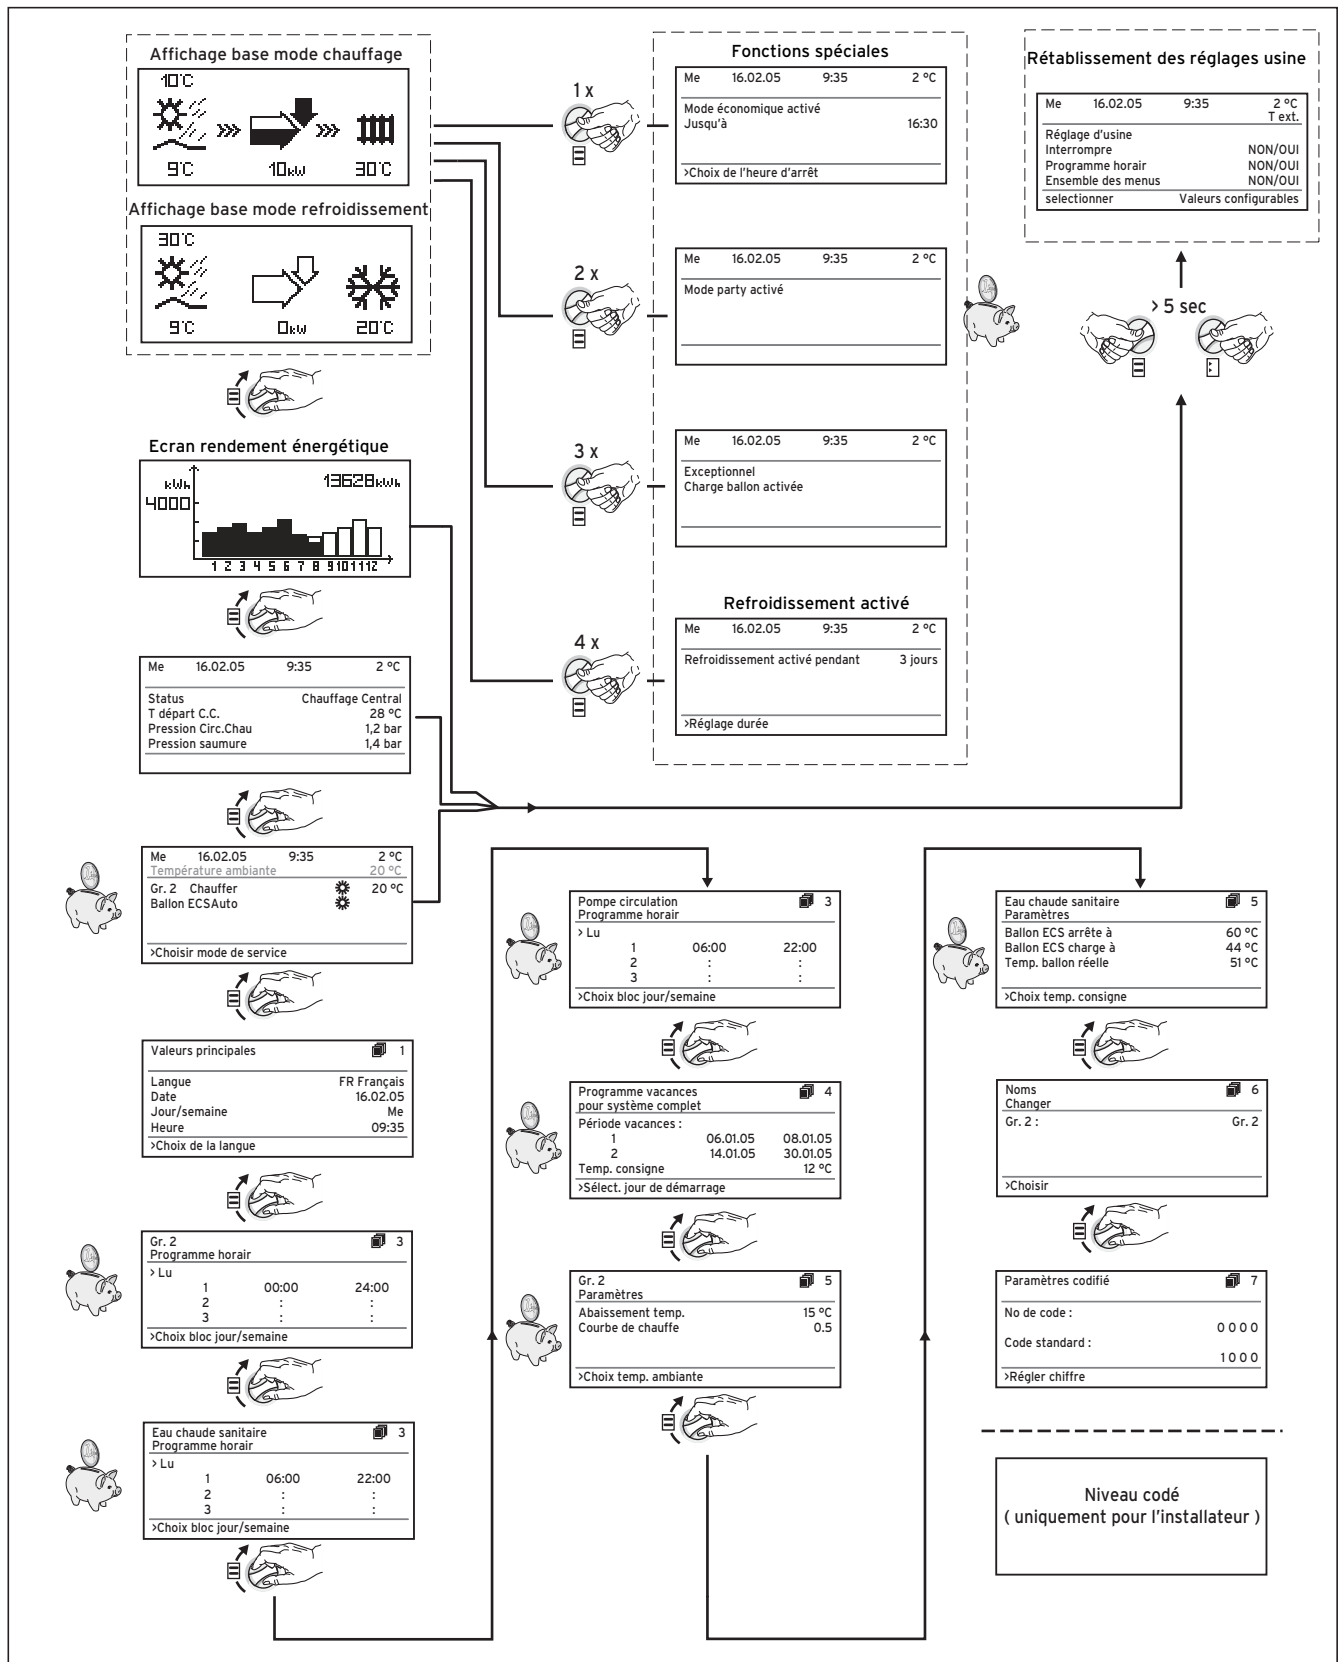 Affichage base mode chauffage
10°C
9°C 10kW 30°C
Affichage base mode refroidissement
30°C
9°C 0kW 20°C
Ecran rendement énergétique
kWh 13628kWh
4000
1 2 3 4 5 6 7 8 9 10 11 12
Me 16.02.05 9:35 2 °C
Status Chauffage Central
T départ C.C. 28 °C
Pression Circ.Chau 1,2 bar
Pression saumure 1,4 bar
Me 16.02.05 9:35 2 °C
Température ambiante 20 °C
Gr. 2 Chauffer 20 °C
Ballon ECSAuto
>Choisir mode de service
Valeurs principales 1
Langue FR Français
Date 16.02.05
Jour/semaine Me
Heure 09:35
>Choix de la langue
Gr. 2 3
Programme horair
> Lu
1 00:00 24:00
2 : :
3 : :
>Choix bloc jour/semaine
Eau chaude sanitaire 3
Programme horair
> Lu
1 06:00 22:00
2 : :
3 : :
>Choix bloc jour/semaine
1 x
2 x
3 x
4 x
Fonctions spéciales
Me 16.02.05 9:35 2 °C
Mode économique activé
Jusqu'à 16:30
>Choix de l'heure d'arrêt
Me 16.02.05 9:35 2 °C
Mode party activé
Me 16.02.05 9:35 2 °C
Exceptionnel
Charge ballon activée
Refroidissement activé
Me 16.02.05 9:35 2 °C
Refroidissement activé pendant 3 jours
>Réglage durée
Rétablissement des réglages usine
Me 16.02.05 9:35 2 °C
T ext.
Réglage d'usine
Interrompre NON/OUI
Programme horair NON/OUI
Ensemble des menus NON/OUI
selectionner Valeurs configurables
> 5 sec
Pompe circulation 3
Programme horair
> Lu
1 06:00 22:00
2 : :
3 : :
>Choix bloc jour/semaine
Programme vacances 4
pour système complet
Période vacances :
1 06.01.05 08.01.05
2 14.01.05 30.01.05
Temp. consigne 12 °C
>Sélect. jour de démarrage
Gr. 2 5
Paramètres
Abaissement temp. 15 °C
Courbe de chauffe 0.5
>Choix temp. ambiante
Eau chaude sanitaire 5
Paramètres
Ballon ECS arrête à 60 °C
Ballon ECS charge à 44 °C
Temp. ballon réelle 51 °C
>Choix temp. consigne
Noms 6
Changer
Gr. 2 : Gr. 2
>Choisir
Paramètres codifié 7
No de code :
0 0 0 0
Code standard :
1 0 0 0
>Régler chiffre
Niveau codé
( uniquement pour l'installateur )